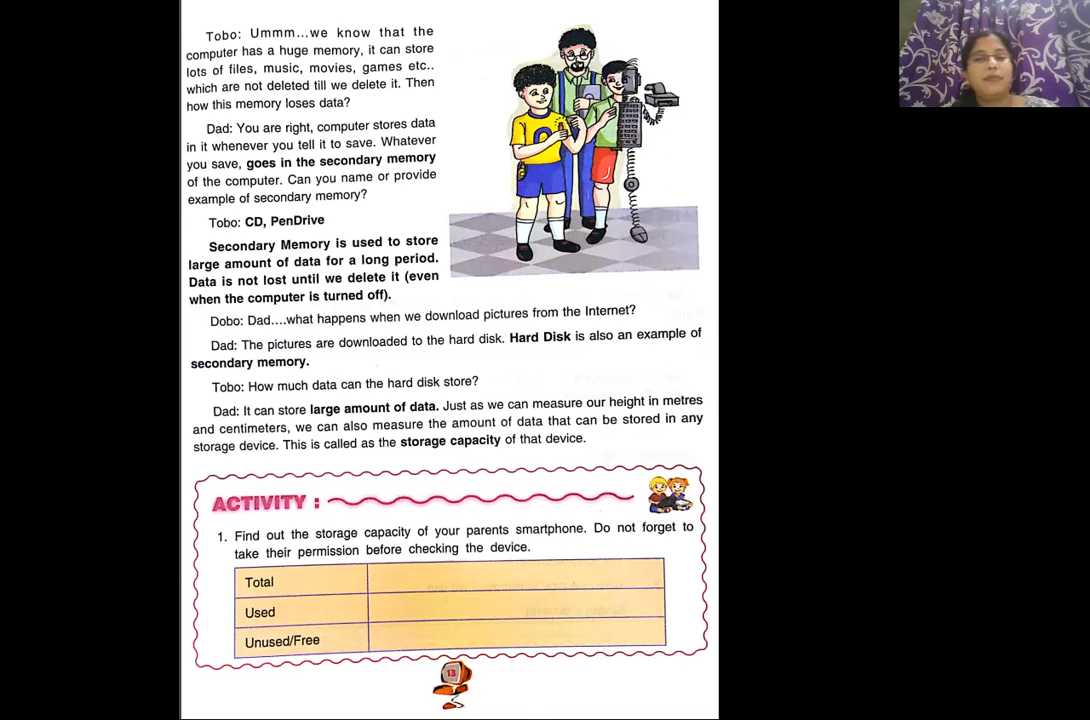 Tobo: Ummm...we know that the
computer has a huge memory, it can store
lots of files, music, movies, games etc..
which are not deleted till we delete it. Then
how this memory loses data?
Dad: You are right, computer stores data
in it whenever you tell it to save. Whatever
you save, goes in the secondary memory
of the computer. Can you name or provide
example of secondary memory?
Tobo: CD, PenDrive
Secondary Memory is used to store
large amount of data for a long period.
Data is not lost until we delete it (even
when the computer is turned off).
Dobo: Dad....what happens when we download pictures from the Internet?
Dad: The pictures are downloaded to the hard disk. Hard Disk is also an example of
secondary memory.
Tobo: How much data can the hard disk store?
Dad: It can store large amount of data. Just as we can measure our height in metres
and centimeters, we can also measure the amount of data that can be stored in any
storage device. This is called as the storage capacity of that device.
ACTIVITY :
1. Find out the storage capacity of your parents smartphone. Do not forget to
take their permission before checking the device.
Total
Used
Unused/Free
13